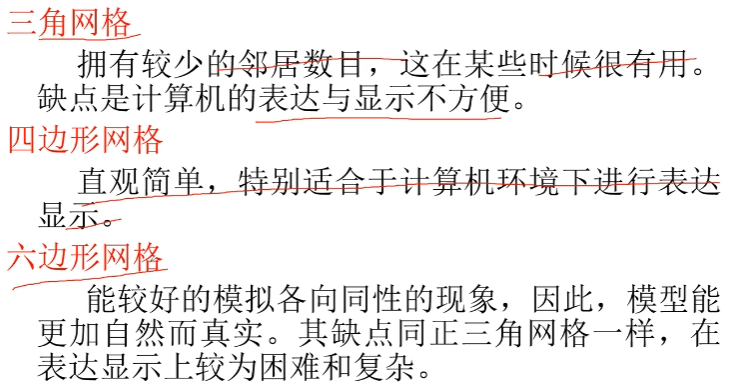 三角网格
拥有较少的邻居数目，这在某些时候很有用。
缺点是计算机的表达与显示不方便。
四边形网格
直观简单，特别适合于计算机环境下进行表达
显示。
六边形网格
能较好的模拟各向同性的现象，因此，模型能
更加自然而真实。其缺点同正三角网格一样，在
表达显示上较为困难和复杂。